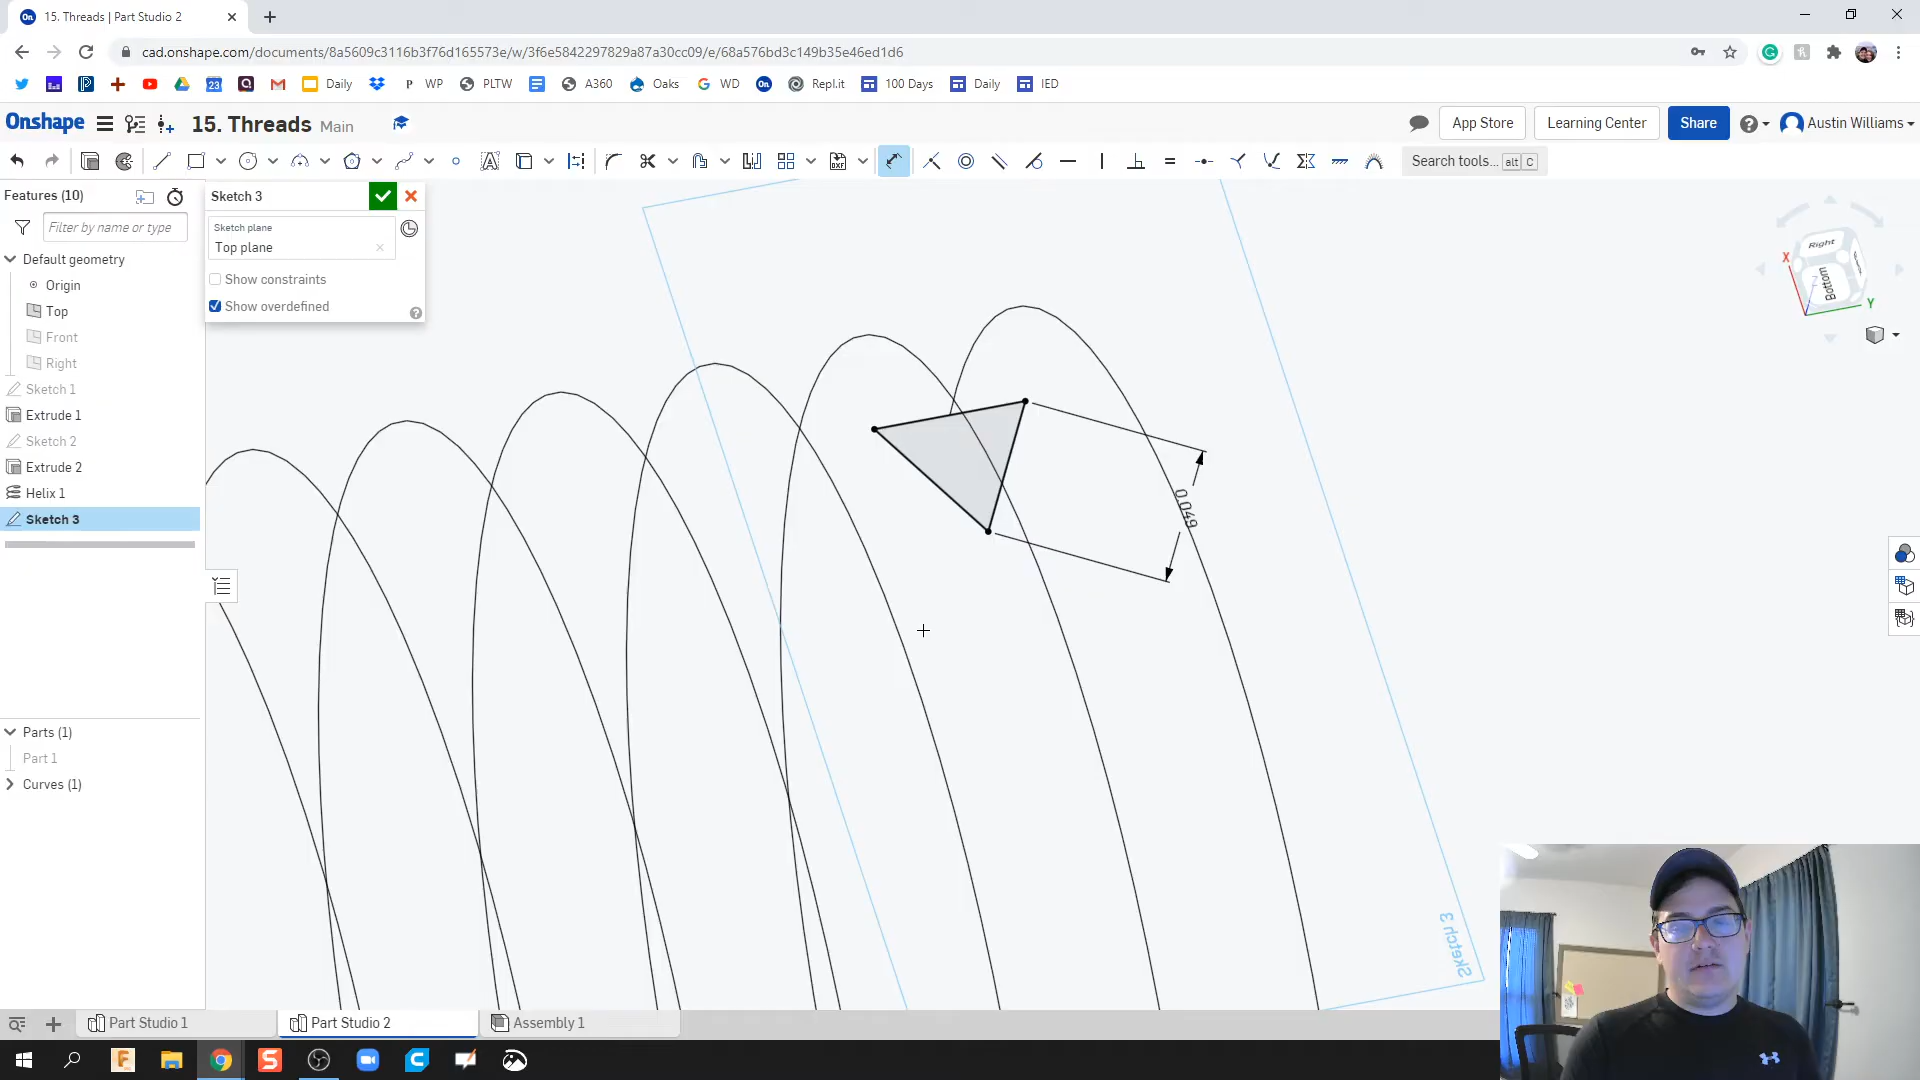 15. Threads | Part Studio 2
cad.onshape.com/documents/8a5609c3116b3f76d165573e/w/3f6e5842297829a87a30cc09/e/68a576bd3c149b35e46ed1d6
Daily
WP
PLTW
A360
Oaks
WD
Repl.it
100 Days
Daily
IED
Onshape
15. Threads Main
App Store
Learning Center
Share
Austin Williams
Search tools... alt C
Features (10)
Filter by name or type
Default geometry
Origin
Top
Front
Right
Sketch 1
Extrude 1
Sketch 2
Extrude 2
Helix 1
Sketch 3
Sketch 3
Sketch plane
Top plane
Show constraints
Show overdefined
0.049
Right
Bottom
X
Y
Z
Sketch 3
Parts (1)
Part 1
Curves (1)
Part Studio 1
Part Studio 2
Assembly 1